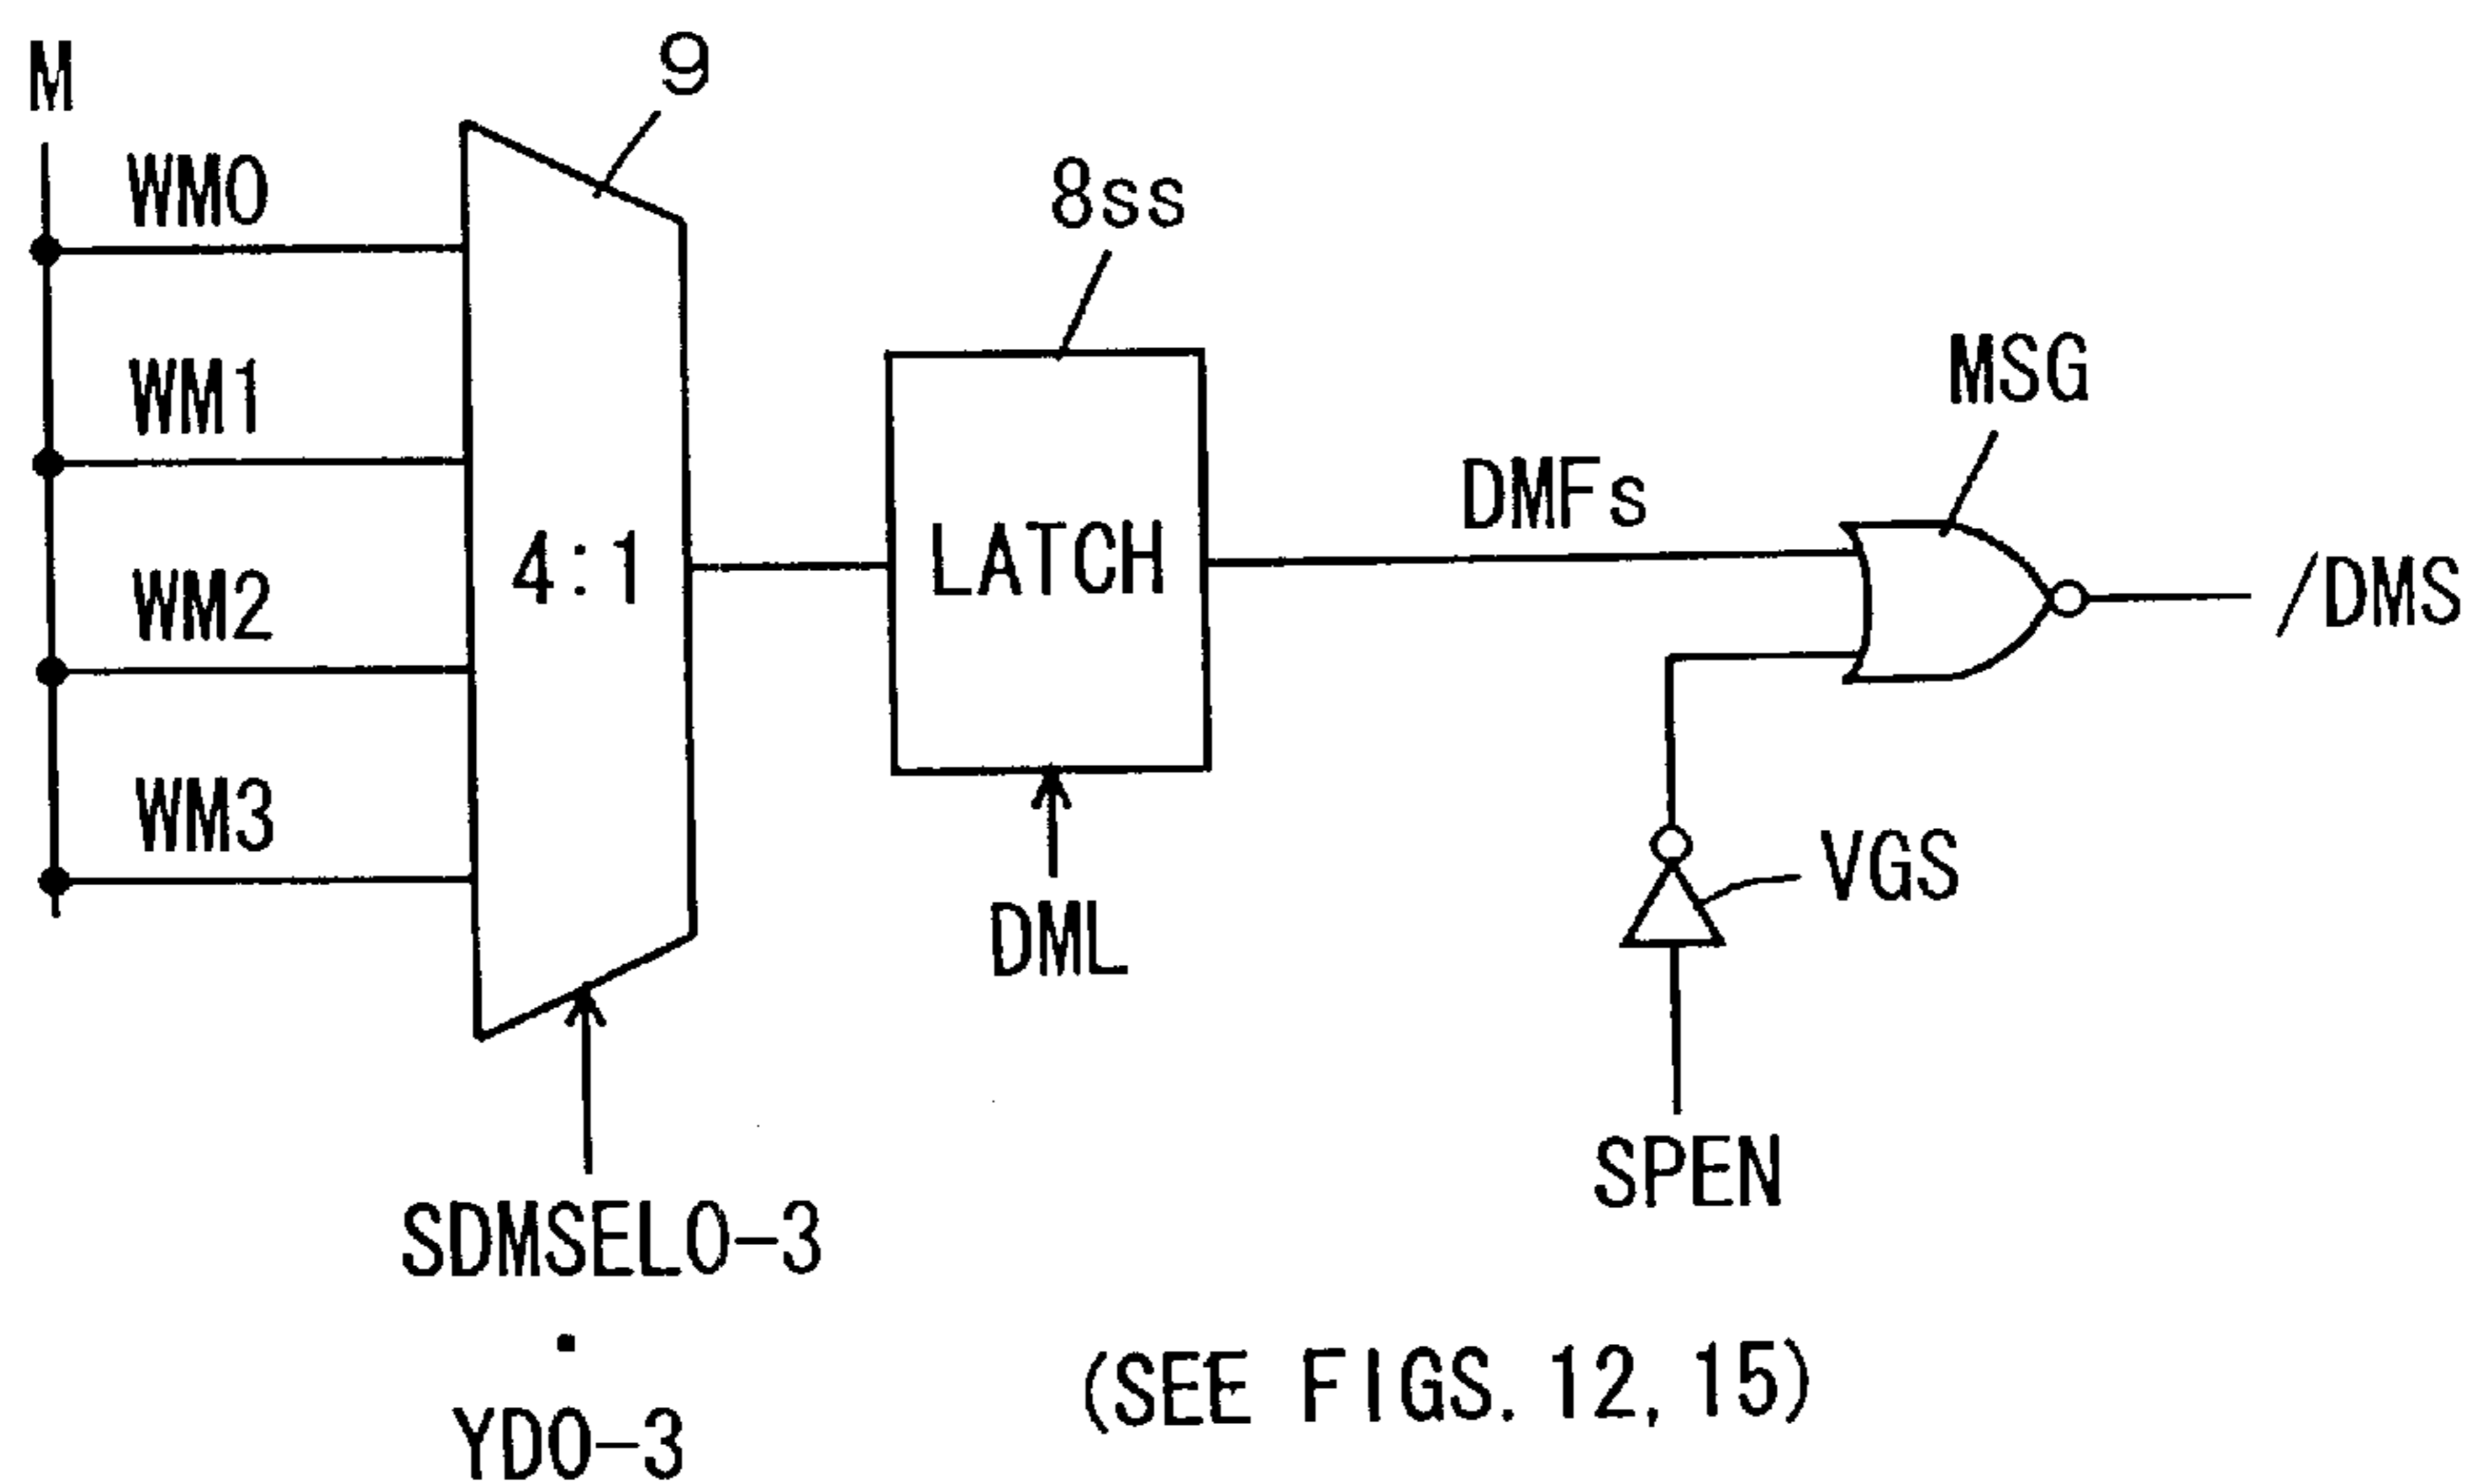 M
9
WM0
8ss
WM1
MSG
DMFs
4:1
LATCH
/DMS
WM2
WM3
VGS
DML
SPEN
SDMSEL0-3
·
YD0-3
(SEE FIGS. 12, 15)